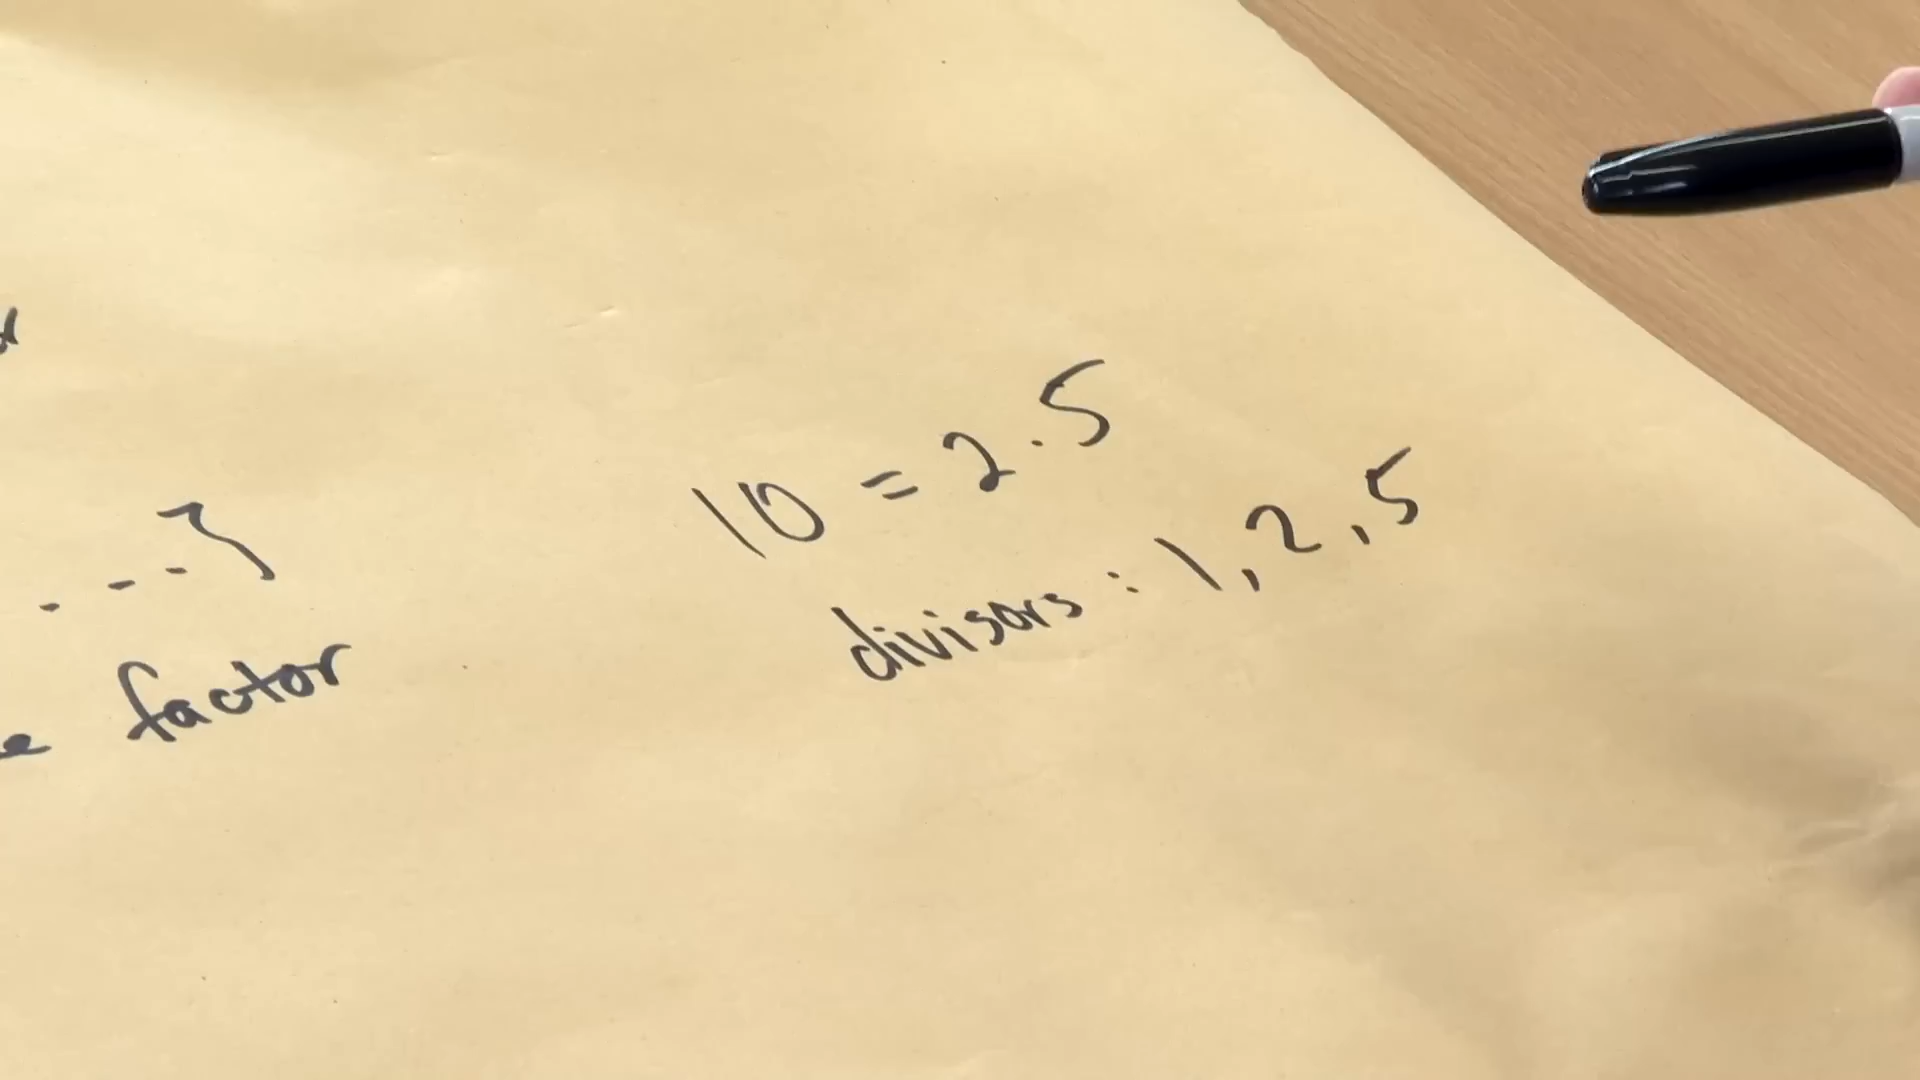 . - - }
factor
10 = 2.5
divisors : 1, 2, 5